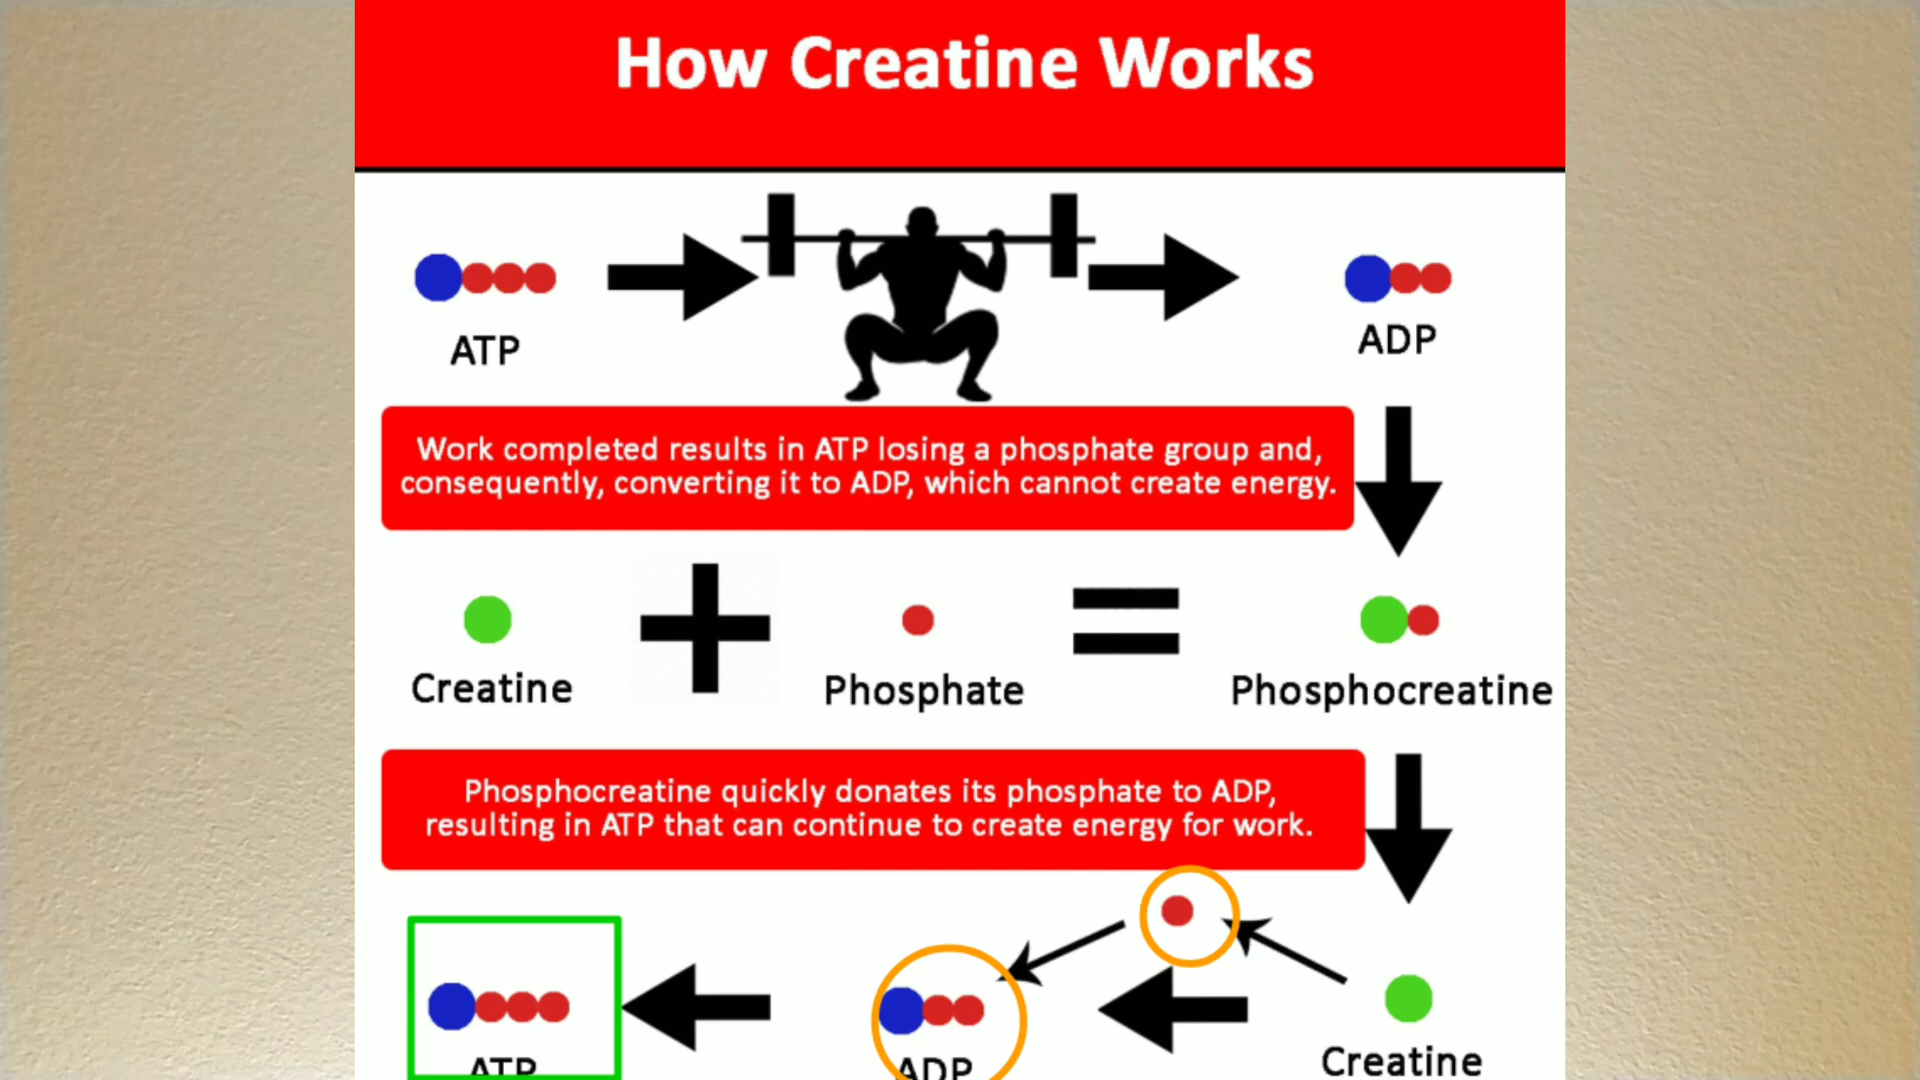 How Creatine Works
ATP
ADP
Work completed results in ATP losing a phosphate group and,
consequently, converting it to ADP, which cannot create energy.
Creatine
Phosphate
Phosphocreatine
Phosphocreatine quickly donates its phosphate to ADP,
resulting in ATP that can continue to create energy for work.
ATP
ADP
Creatine